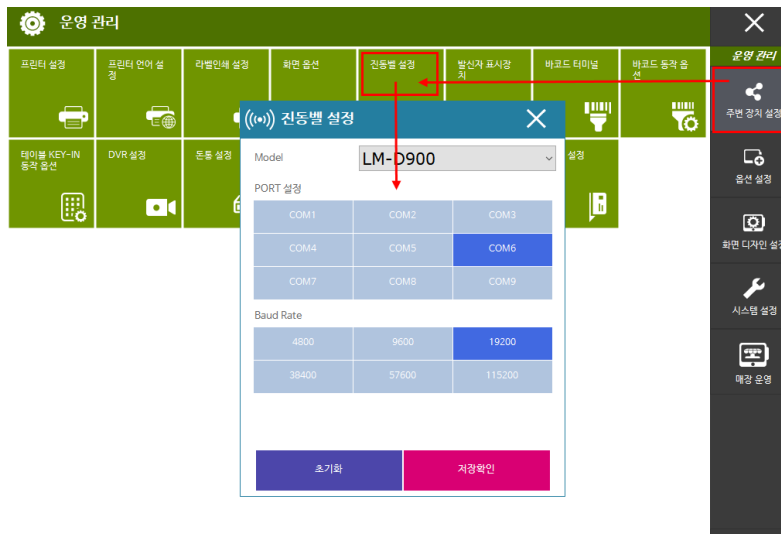 운영 관리
프린터 설정
프린터 언어 설
정
라벨인쇄 설정
화면 옵션
진동벨 설정
발신자 표시장
치
바코드 터미널
바코드 동작 옵
션
테이블 KEY-IN
동작 옵션
DVR 설정
돈통 설정
설정
진동벨 설정
Model
LM-D900
PORT 설정
COM1 COM2 COM3
COM4 COM5 COM6
COM7 COM8 COM9
Baud Rate
4800 9600 19200
38400 57600 115200
초기화
저장확인
운영 관리
주변 장치 설정
옵션 설정
화면 디자인 설정
시스템 설정
매장 운영